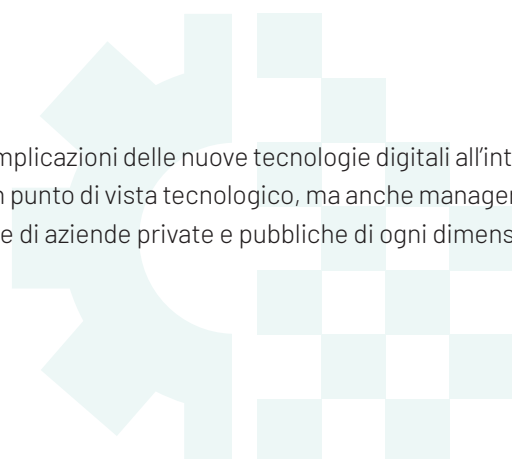 mplicazioni delle nuove tecnologie digitali all'int
punto di vista tecnologico, ma anche manager
e di aziende private e pubbliche di ogni dimens